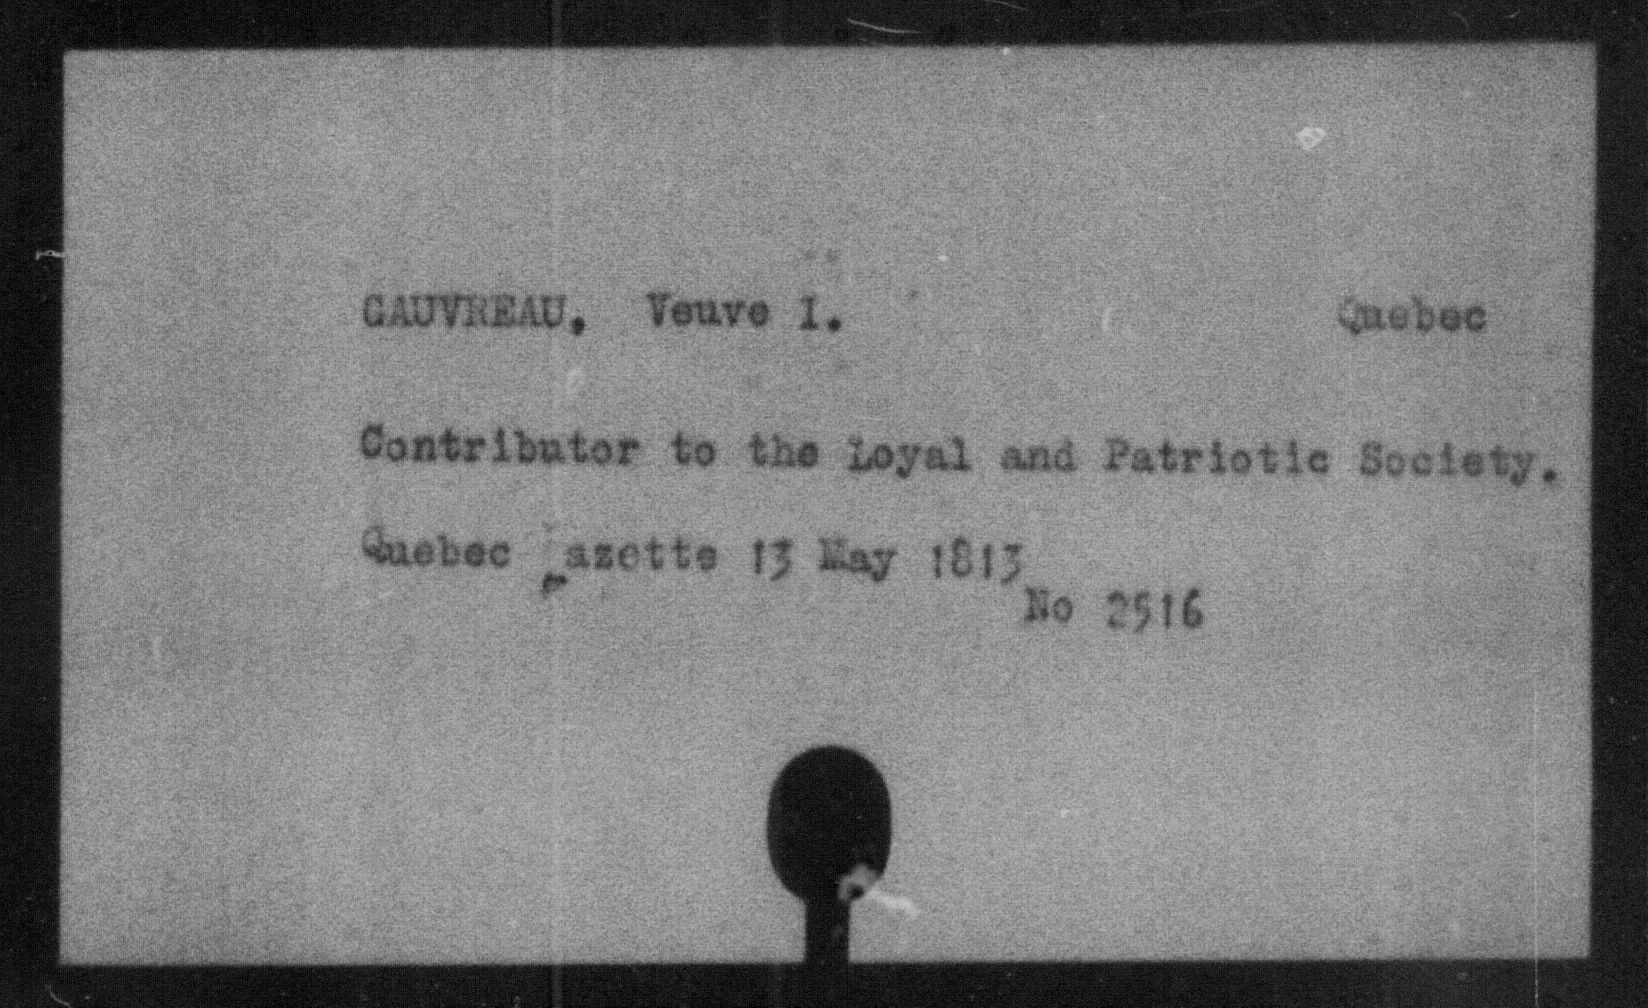 GAUVREAU, Veuve I. Quebec
Contributor to the Loyal and Patriotic Society.
Quebec Gazette 13 May 1813
No 2516